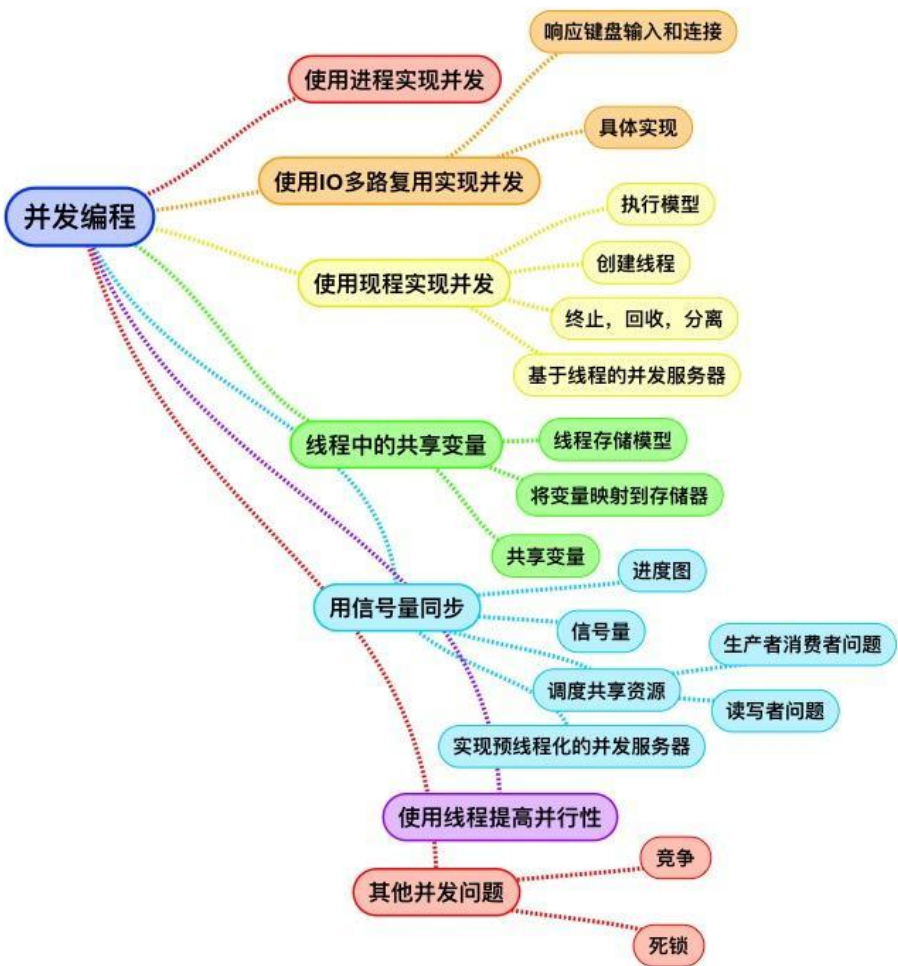 并发编程
使用进程实现并发
使用IO多路复用实现并发
响应键盘输入和连接
具体实现
使用现程实现并发
执行模型
创建线程
终止，回收，分离
基于线程的并发服务器
线程中的共享变量
线程存储模型
将变量映射到存储器
共享变量
用信号量同步
进度图
信号量
调度共享资源
生产者消费者问题
读写者问题
实现预线程化的并发服务器
使用线程提高并行性
其他并发问题
竞争
死锁